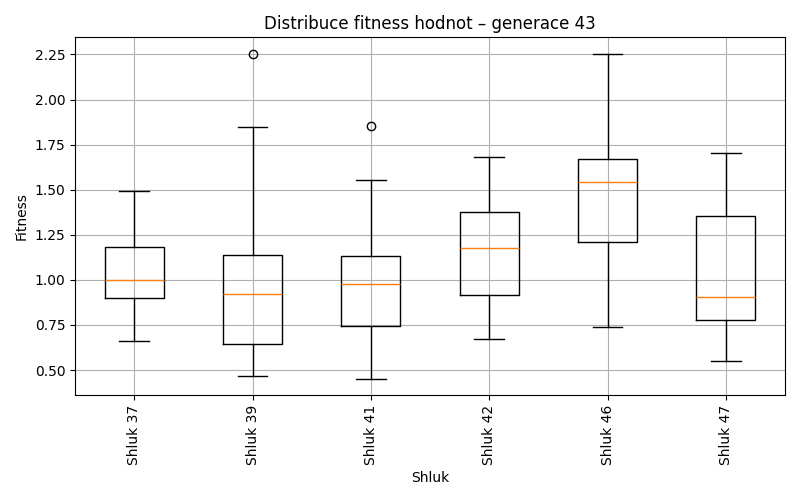 Distribuce fitness hodnot – generace 43
Fitness
2.25
2.00
1.75
1.50
1.25
1.00
0.75
0.50
Shluk 37
Shluk 39
Shluk 41
Shluk 42
Shluk 46
Shluk 47
Shluk